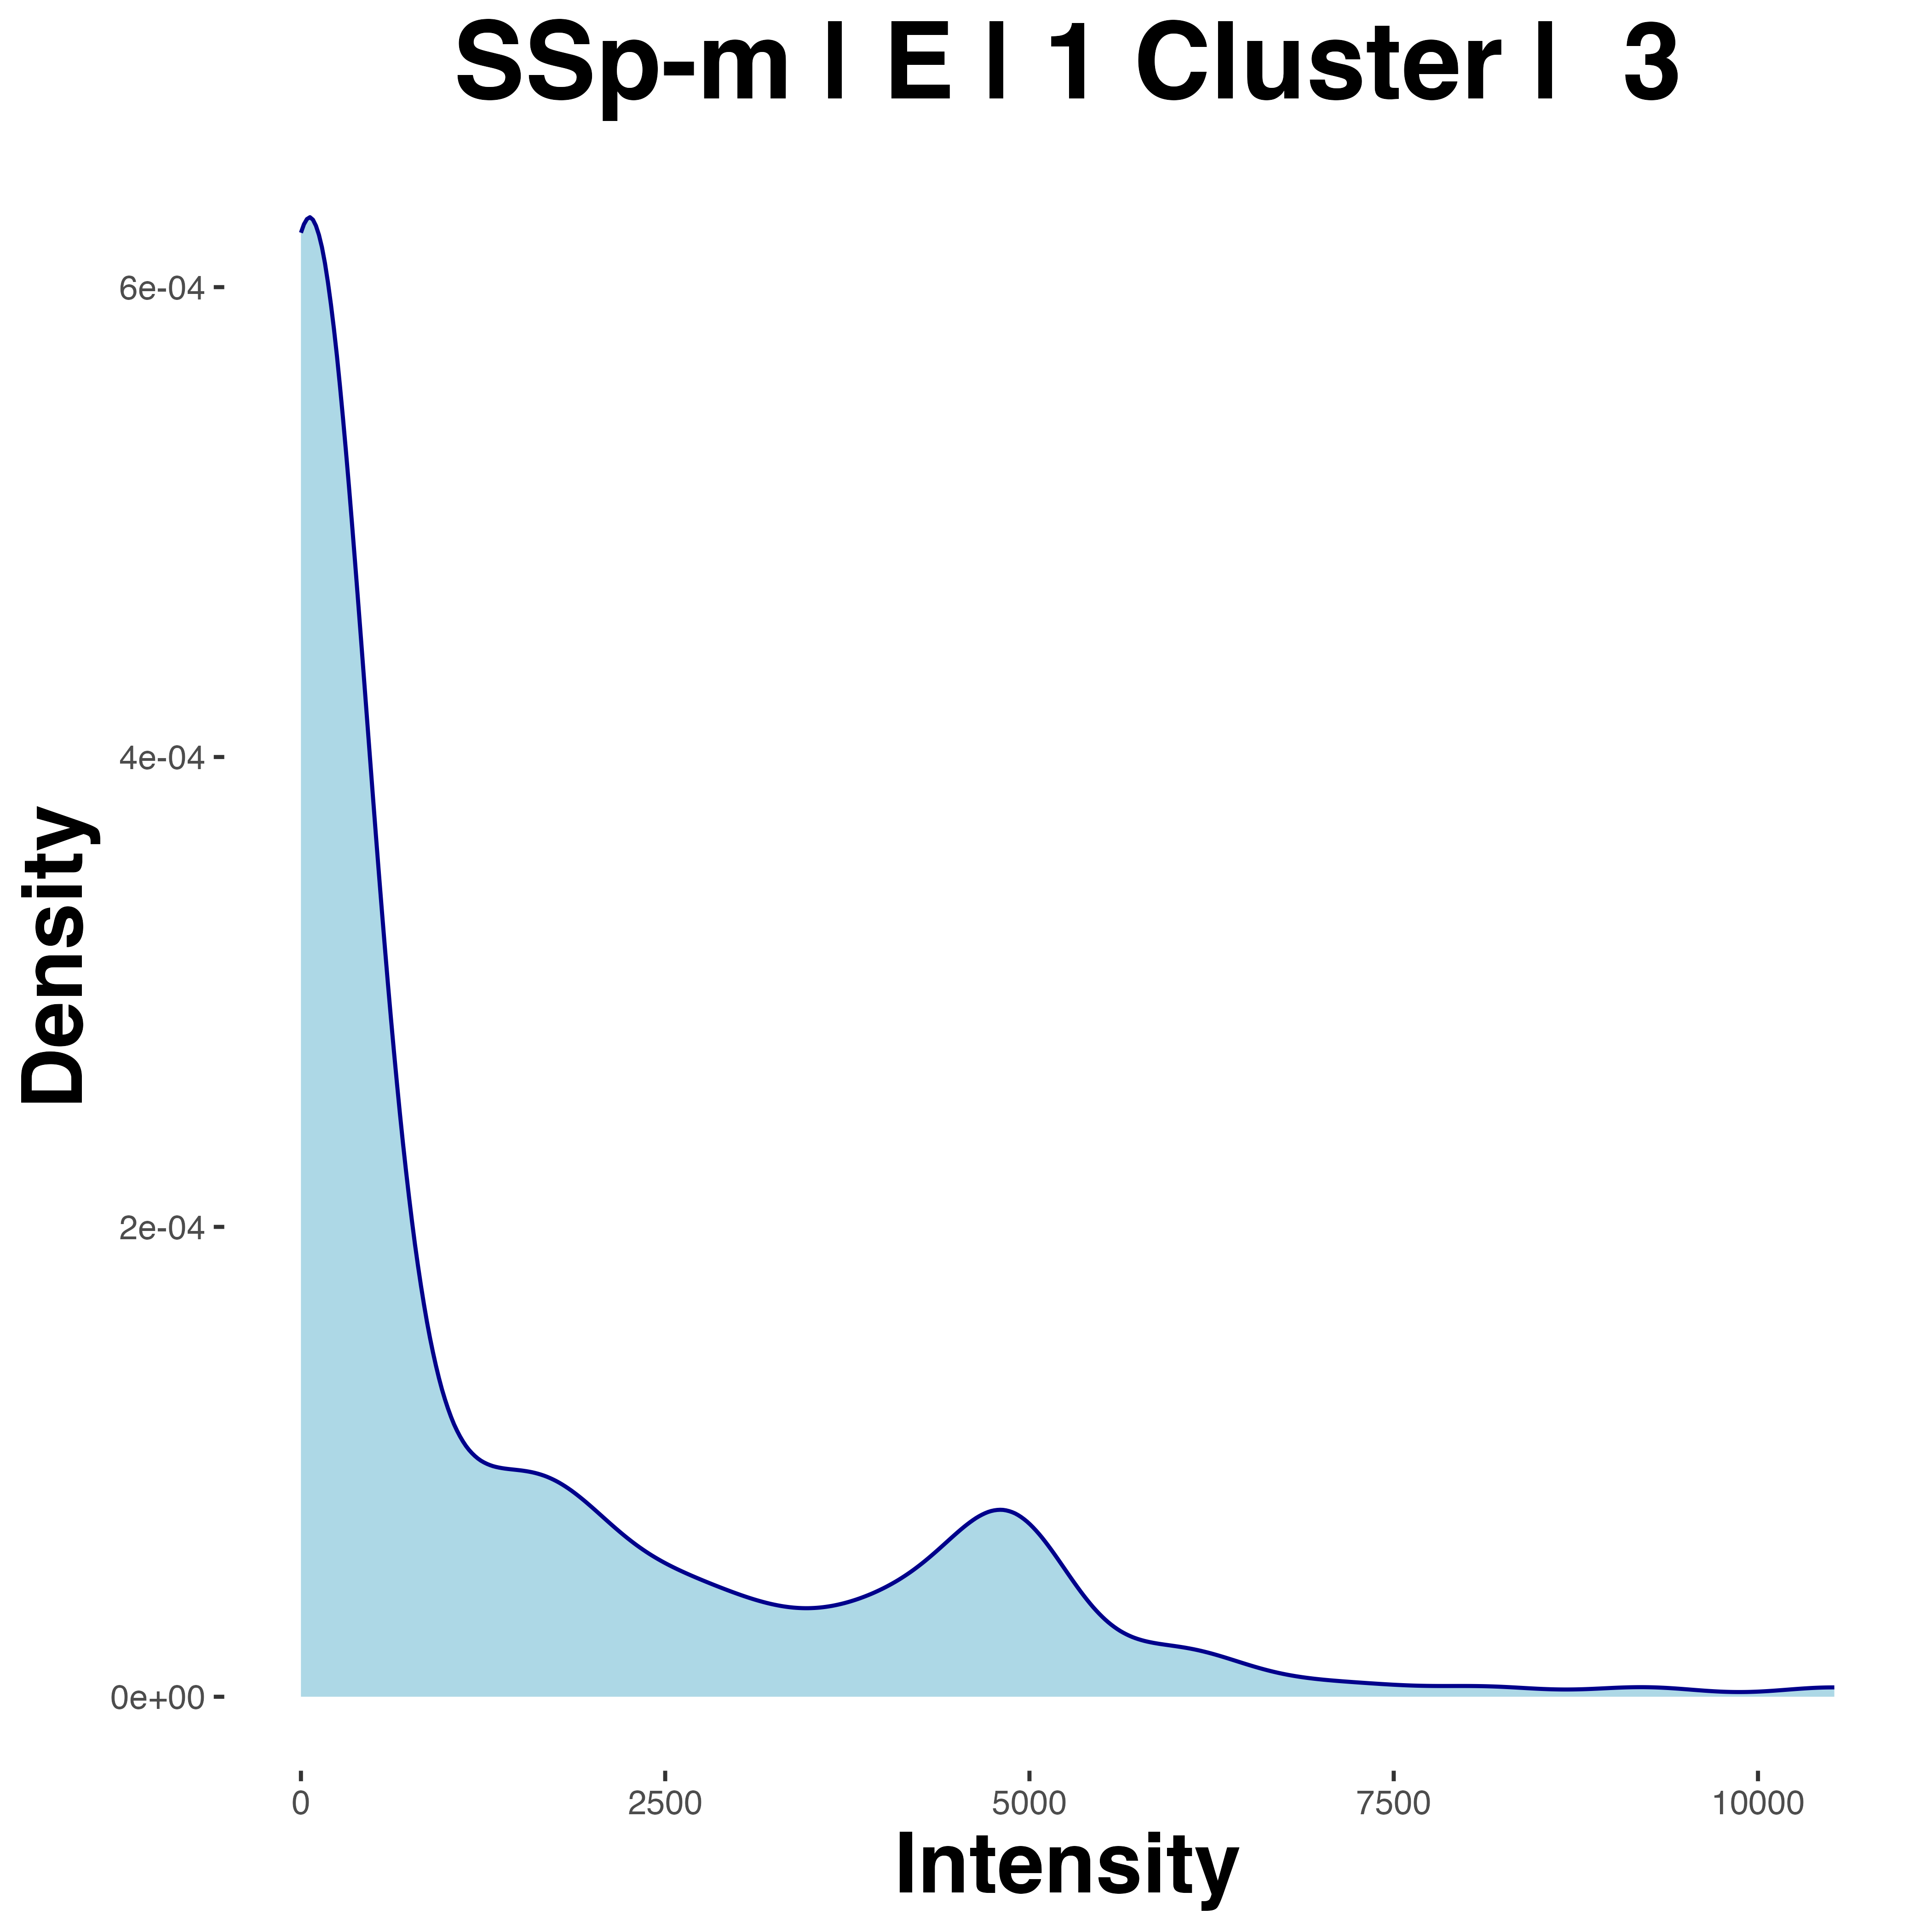 SSp-m | E | 1 Cluster | 3
6e-04
4e-04
2e-04
0e+00
Density
0 2500 5000 7500 10000
Intensity